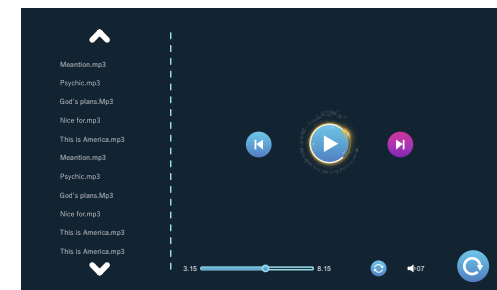 Meantion.mp3
Psychic.mp3
God's plans.Mp3
Nice for.mp3
This is America.mp3
Meantion.mp3
Psychic.mp3
God's plans.Mp3
Nice for.mp3
This is America.mp3
This is America.mp3
3.15 8.15 07